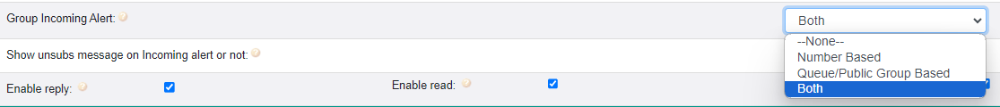 Group Incoming Alert:
Both
--None--
Number Based
Queue/Public Group Based
Both
Show unsubs message on Incoming alert or not:
Enable reply:
Enable read: